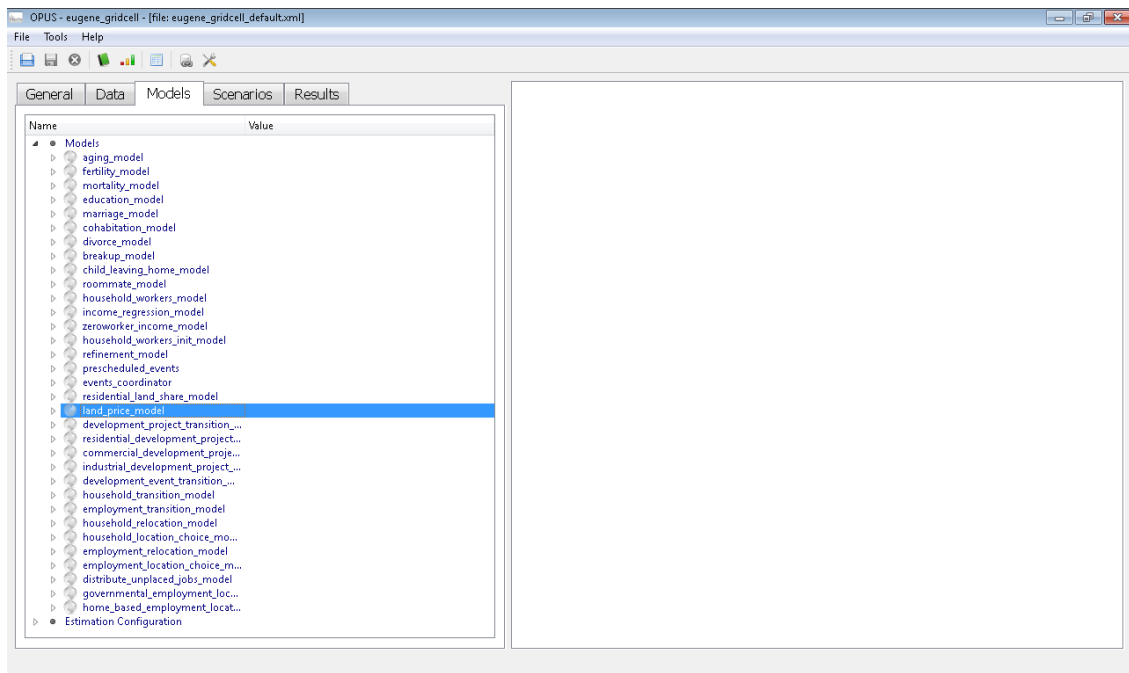 OPUS - eugene_gridcell - [file: eugene_gridcell_default.xml]
File Tools Help
General Data Models Scenarios Results
Name Value
Models
aging_model
fertility_model
mortality_model
education_model
marriage_model
cohabitation_model
divorce_model
breakup_model
child_leaving_home_model
roommate_model
household_workers_model
income_regression_model
zeroworker_income_model
household_workers_init_model
refinement_model
prescheduled_events
events_coordinator
residential_land_share_model
land_price_model
development_project_transition_...
residential_development_project...
commercial_development_proje...
industrial_development_project_...
development_event_transition_...
household_transition_model
employment_transition_model
household_relocation_model
household_location_choice_mo...
employment_relocation_model
employment_location_choice_m...
distribute_unplaced_jobs_model
governmental_employment_loc...
home_based_employment_locat...
Estimation Configuration